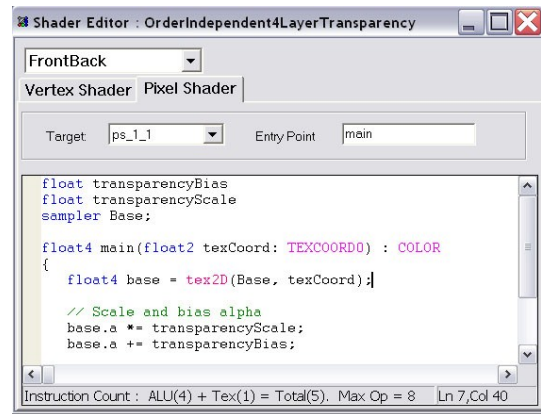 Shader Editor : OrderIndependent4LayerTransparency
FrontBack
Vertex Shader Pixel Shader
Target: ps_1_1 Entry Point main
float transparencyBias
float transparencyScale
sampler Base;
float4 main(float2 texCoord: TEXCOORD0) : COLOR
{
float4 base = tex2D(Base, texCoord);
// Scale and bias alpha
base.a *= transparencyScale;
base.a += transparencyBias;
Instruction Count : ALU(4) + Tex(1) = Total(5). Max Op = 8 Ln 7,Col 40